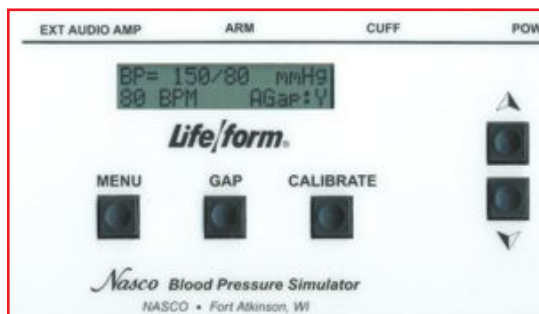 EXT AUDIO AMP ARM CUFF
BP= 150/80 mmHg
80 BPM AGap:Y
Life/form®
MENU GAP CALIBRATE
Nasco Blood Pressure Simulator
NASCO • Fort Atkinson, WI